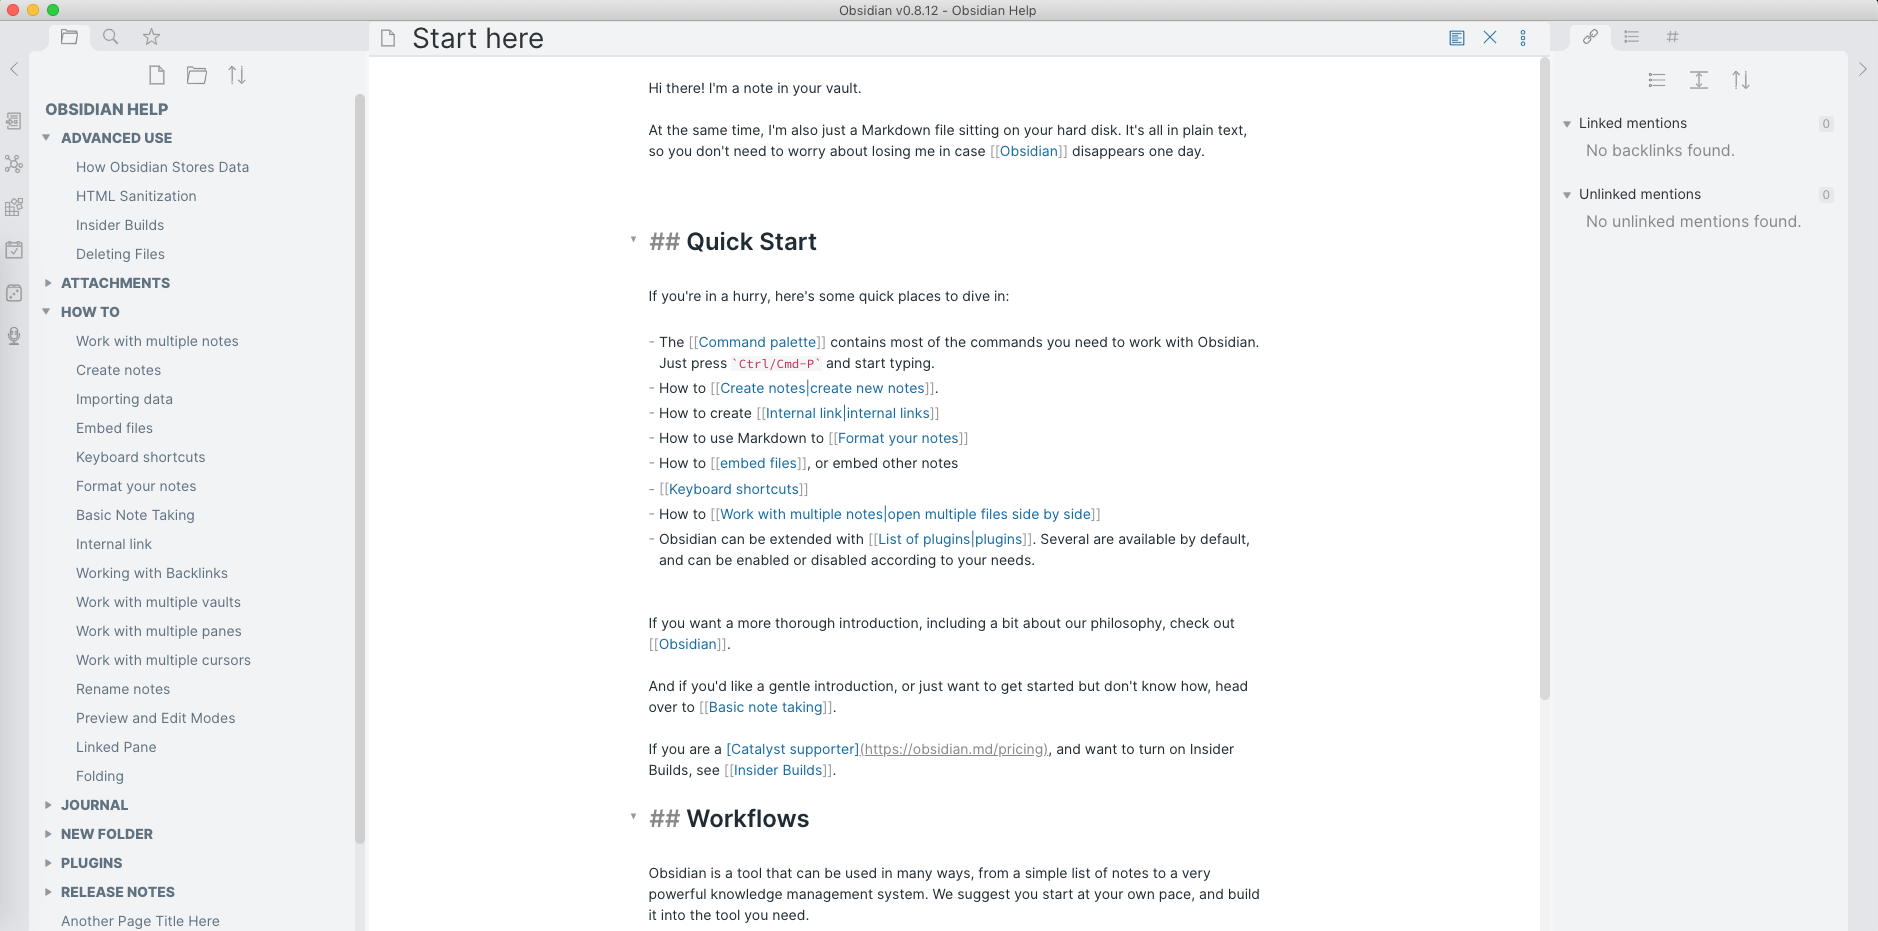 Obsidian v0.8.12 - Obsidian Help
Start here
OBSIDIAN HELP
ADVANCED USE
How Obsidian Stores Data
HTML Sanitization
Insider Builds
Deleting Files
ATTACHMENTS
HOW TO
Work with multiple notes
Create notes
Importing data
Embed files
Keyboard shortcuts
Format your notes
Basic Note Taking
Internal link
Working with Backlinks
Work with multiple vaults
Work with multiple panes
Work with multiple cursors
Rename notes
Preview and Edit Modes
Linked Pane
Folding
JOURNAL
NEW FOLDER
PLUGINS
RELEASE NOTES
Another Page Title Here
Hi there! I'm a note in your vault.
At the same time, I'm also just a Markdown file sitting on your hard disk. It's all in plain text,
so you don't need to worry about losing me in case [[Obsidian]] disappears one day.
## Quick Start
If you're in a hurry, here's some quick places to dive in:
- The [[Command palette]] contains most of the commands you need to work with Obsidian.
Just press `Ctrl/Cmd-P` and start typing.
- How to [[Create notes|create new notes]].
- How to create [[Internal link|internal links]]
- How to use Markdown to [[Format your notes]]
- How to [[embed files]], or embed other notes
- [[Keyboard shortcuts]]
- How to [[Work with multiple notes|open multiple files side by side]]
- Obsidian can be extended with [[List of plugins|plugins]]. Several are available by default,
and can be enabled or disabled according to your needs.
If you want a more thorough introduction, including a bit about our philosophy, check out
[[Obsidian]].
And if you'd like a gentle introduction, or just want to get started but don't know how, head
over to [[Basic note taking]].
If you are a [Catalyst supporter](https://obsidian.md/pricing), and want to turn on Insider
Builds, see [[Insider Builds]].
## Workflows
Obsidian is a tool that can be used in many ways, from a simple list of notes to a very
powerful knowledge management system. We suggest you start at your own pace, and build
it into the tool you need.
Linked mentions 0
No backlinks found.
Unlinked mentions 0
No unlinked mentions found.